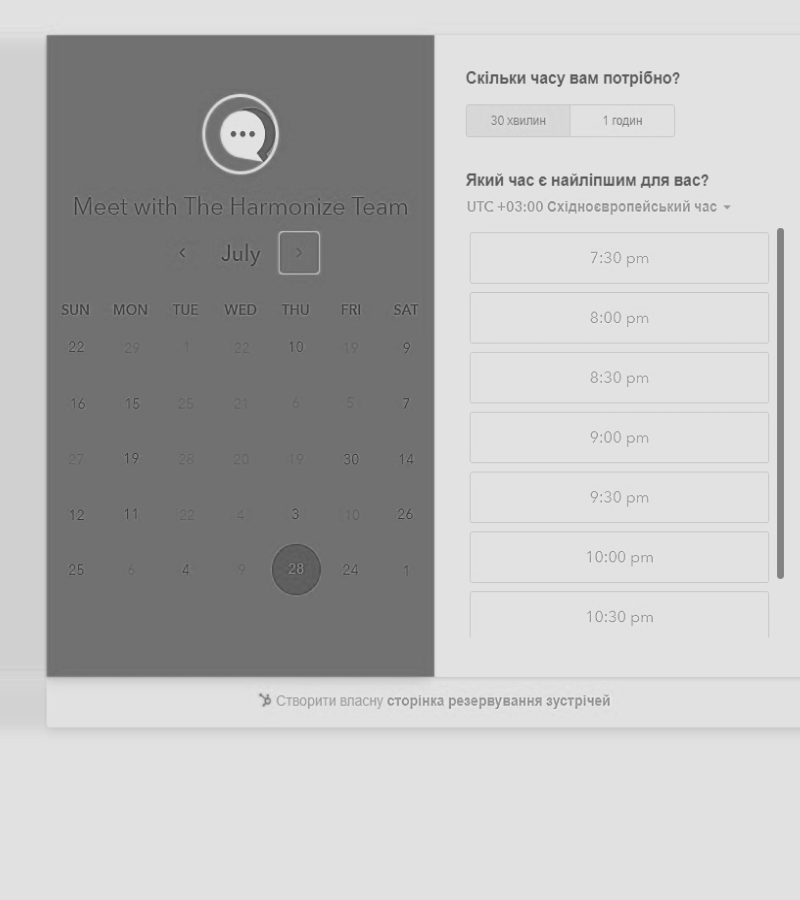 Meet with The Harmonize Team
July
SUN MON TUE WED THU FRI SAT
22 29 1 22 10 19 9
16 15 25 21 6 5 7
27 19 28 20 19 30 14
12 11 22 4 3 10 26
25 6 4 9 28 24 1
Скільки часу вам потрібно?
30 хвилин 1 годин
Який час є найліпшим для вас?
UTC +03:00 Східноєвропейський час
7:30 pm
8:00 pm
8:30 pm
9:00 pm
9:30 pm
10:00 pm
10:30 pm
Створити власну сторінка резервування зустрічей